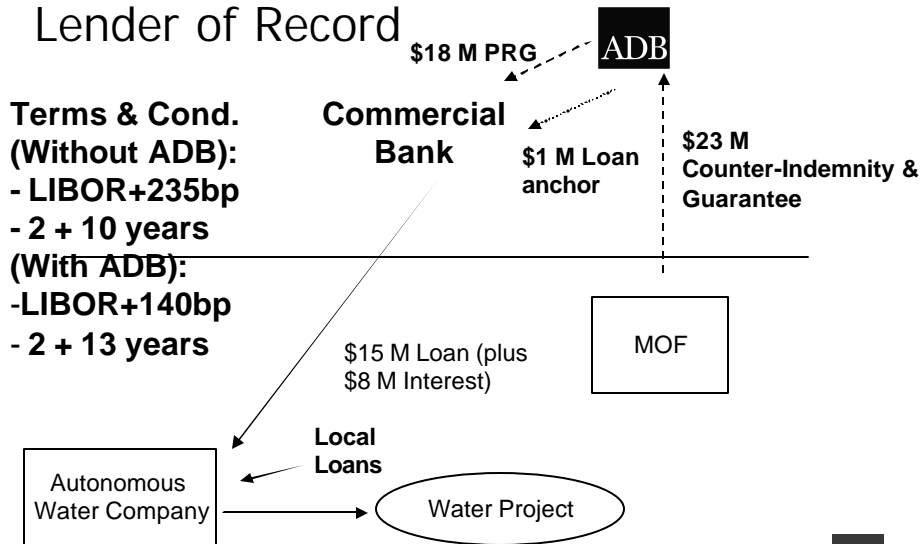 Lender of Record
$18 M PRG
ADB
Terms & Cond.
(Without ADB):
- LIBOR+235bp
- 2 + 10 years
(With ADB):
-LIBOR+140bp
- 2 + 13 years
Commercial
Bank
$1 M Loan
anchor
$23 M
Counter-Indemnity &
Guarantee
$15 M Loan (plus
$8 M Interest)
MOF
Local
Loans
Autonomous
Water Company
Water Project